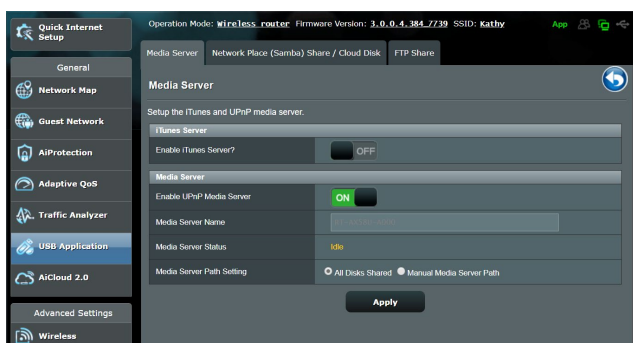 Quick Internet
Setup
Operation Mode: Wireless router Firmware Version: 3.0.0.4.384_7739 SSID: Kathy
App
Media Server
Network Place (Samba) Share / Cloud Disk
FTP Share
General
Network Map
Guest Network
AiProtection
Adaptive QoS
Traffic Analyzer
USB Application
AiCloud 2.0
Advanced Settings
Wireless
Media Server
Setup the iTunes and UPnP media server.
iTunes Server
Enable iTunes Server? OFF
Media Server
Enable UPnP Media Server ON
Media Server Name
Media Server Status Idle
Media Server Path Setting All Disks Shared Manual Media Server Path
Apply